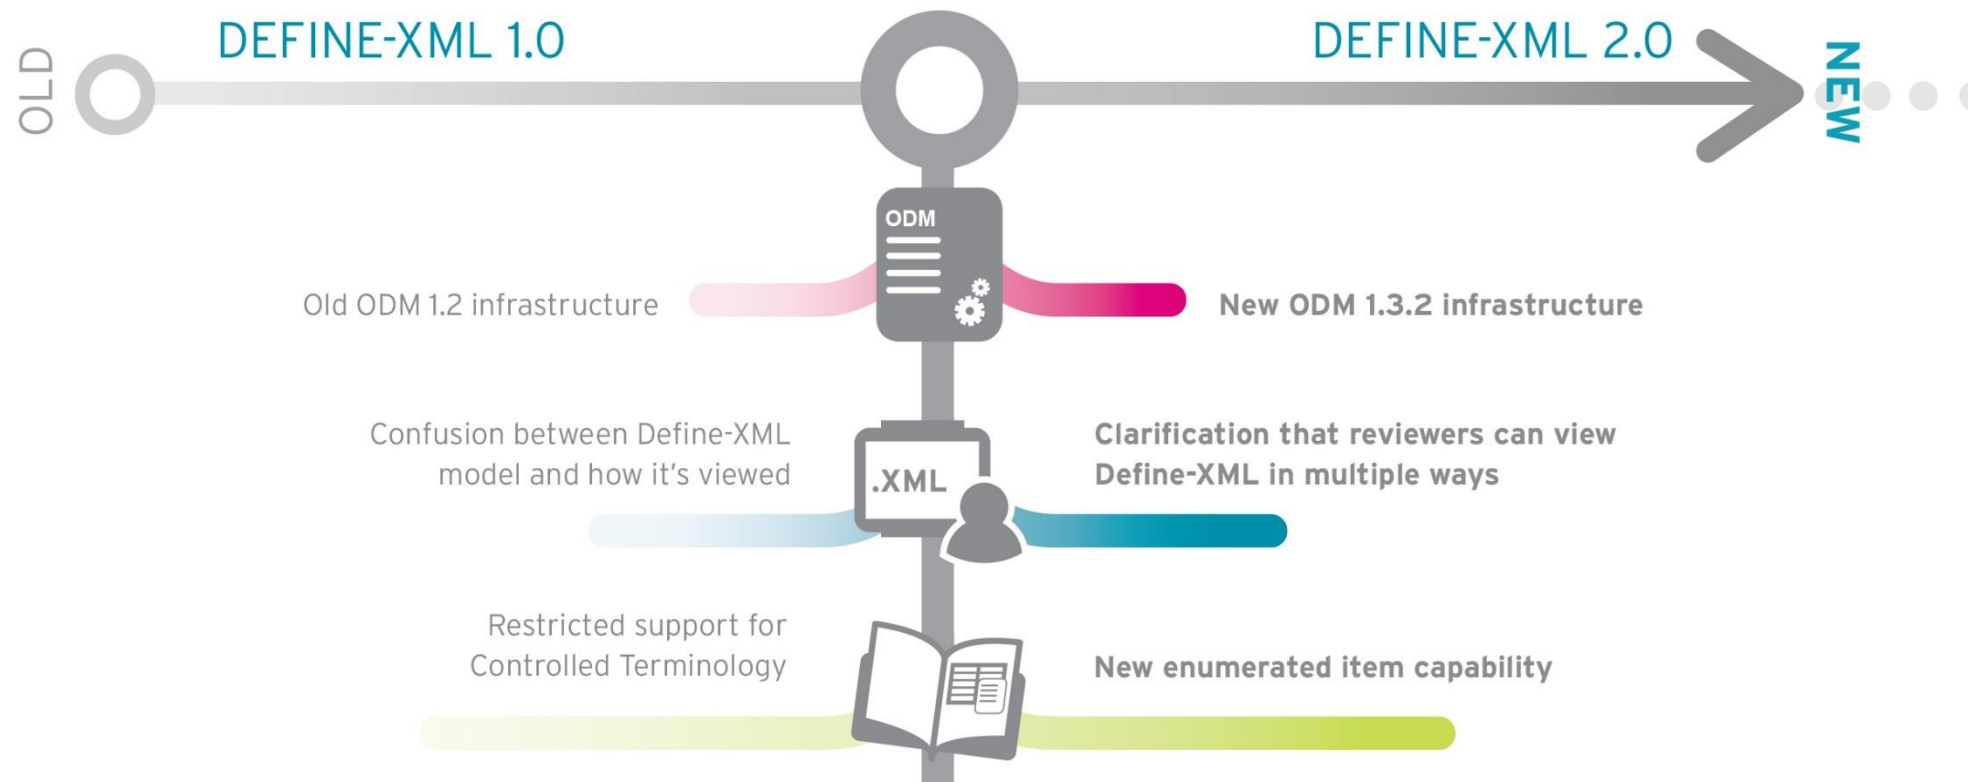 OLD
DEFINE-XML 1.0
DEFINE-XML 2.0
NEW
ODM
Old ODM 1.2 infrastructure
New ODM 1.3.2 infrastructure
Confusion between Define-XML
model and how it's viewed
.XML
Clarification that reviewers can view
Define-XML in multiple ways
Restricted support for
Controlled Terminology
New enumerated item capability